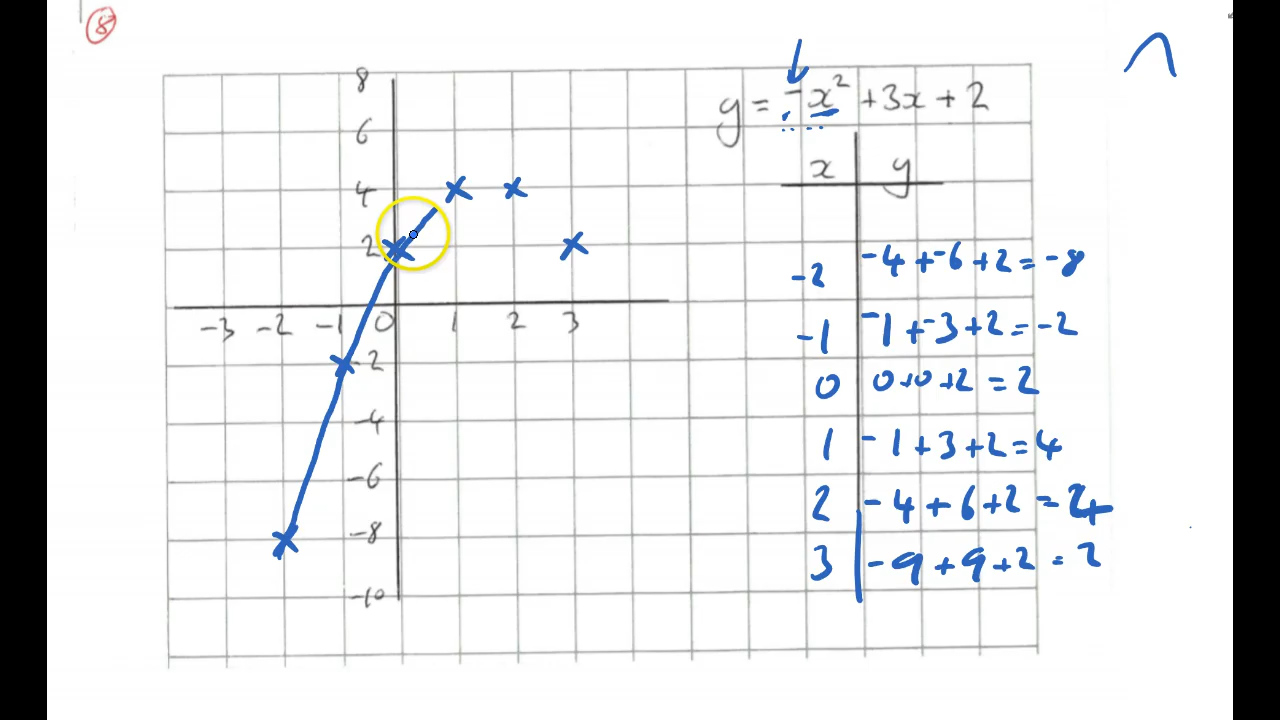 8
y = -x² + 3x + 2
x y
-2 -4 + -6 + 2 = -8
-1 -1 + -3 + 2 = -2
0 0 + 0 + 2 = 2
1 -1 + 3 + 2 = 4
2 -4 + 6 + 2 = 4
3 -9 + 9 + 2 = 2
8
6
4
2
-3 -2 -1 0 1 2 3
-2
-4
-6
-8
-10